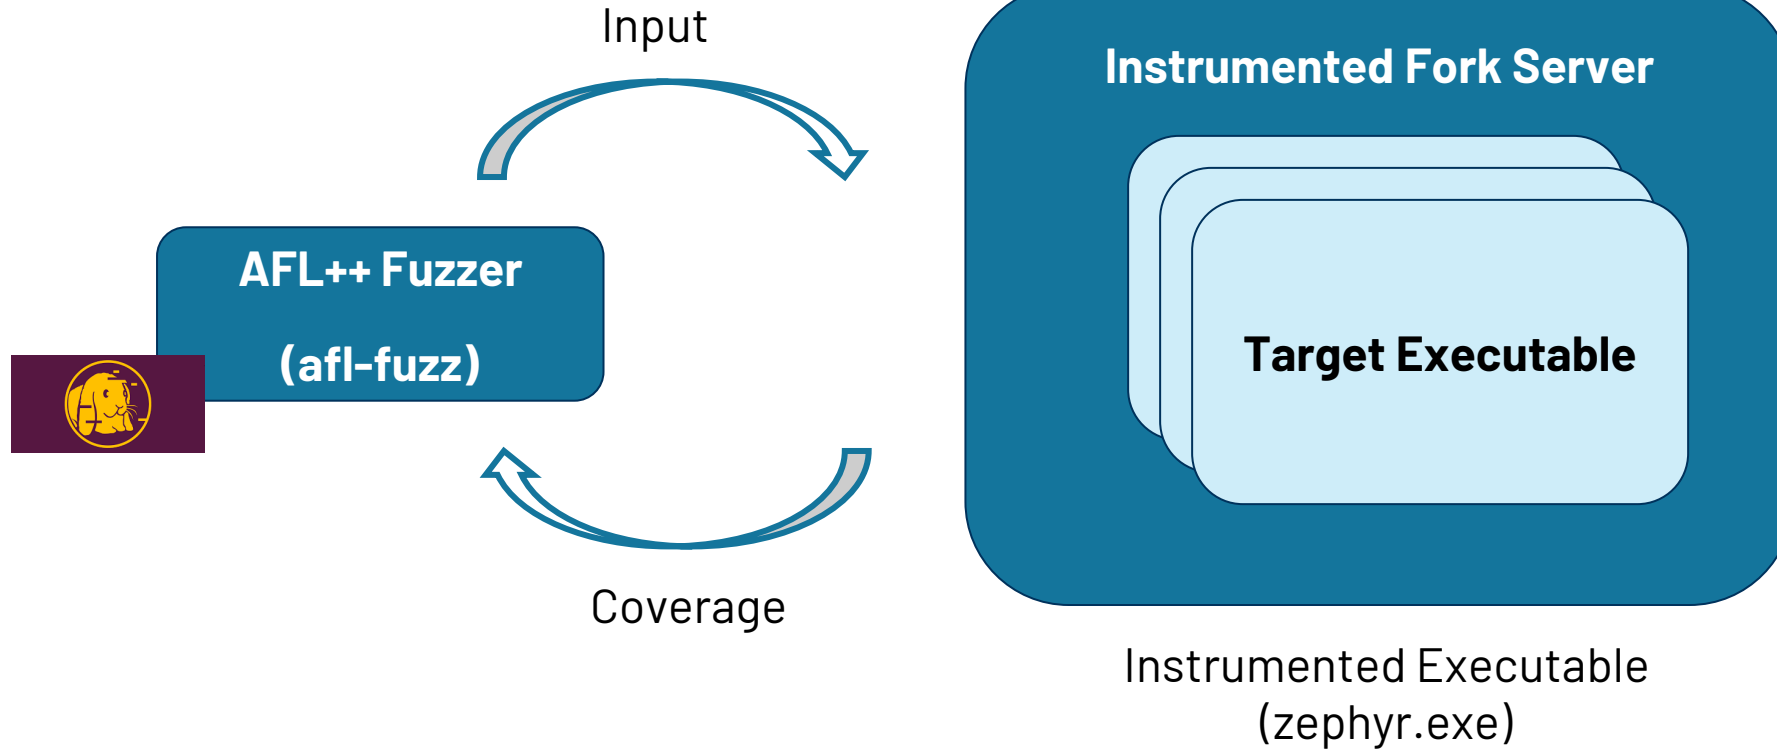 Input
Instrumented Fork Server
AFL++ Fuzzer
(afl-fuzz)
Target Executable
Coverage
Instrumented Executable
(zephyr.exe)